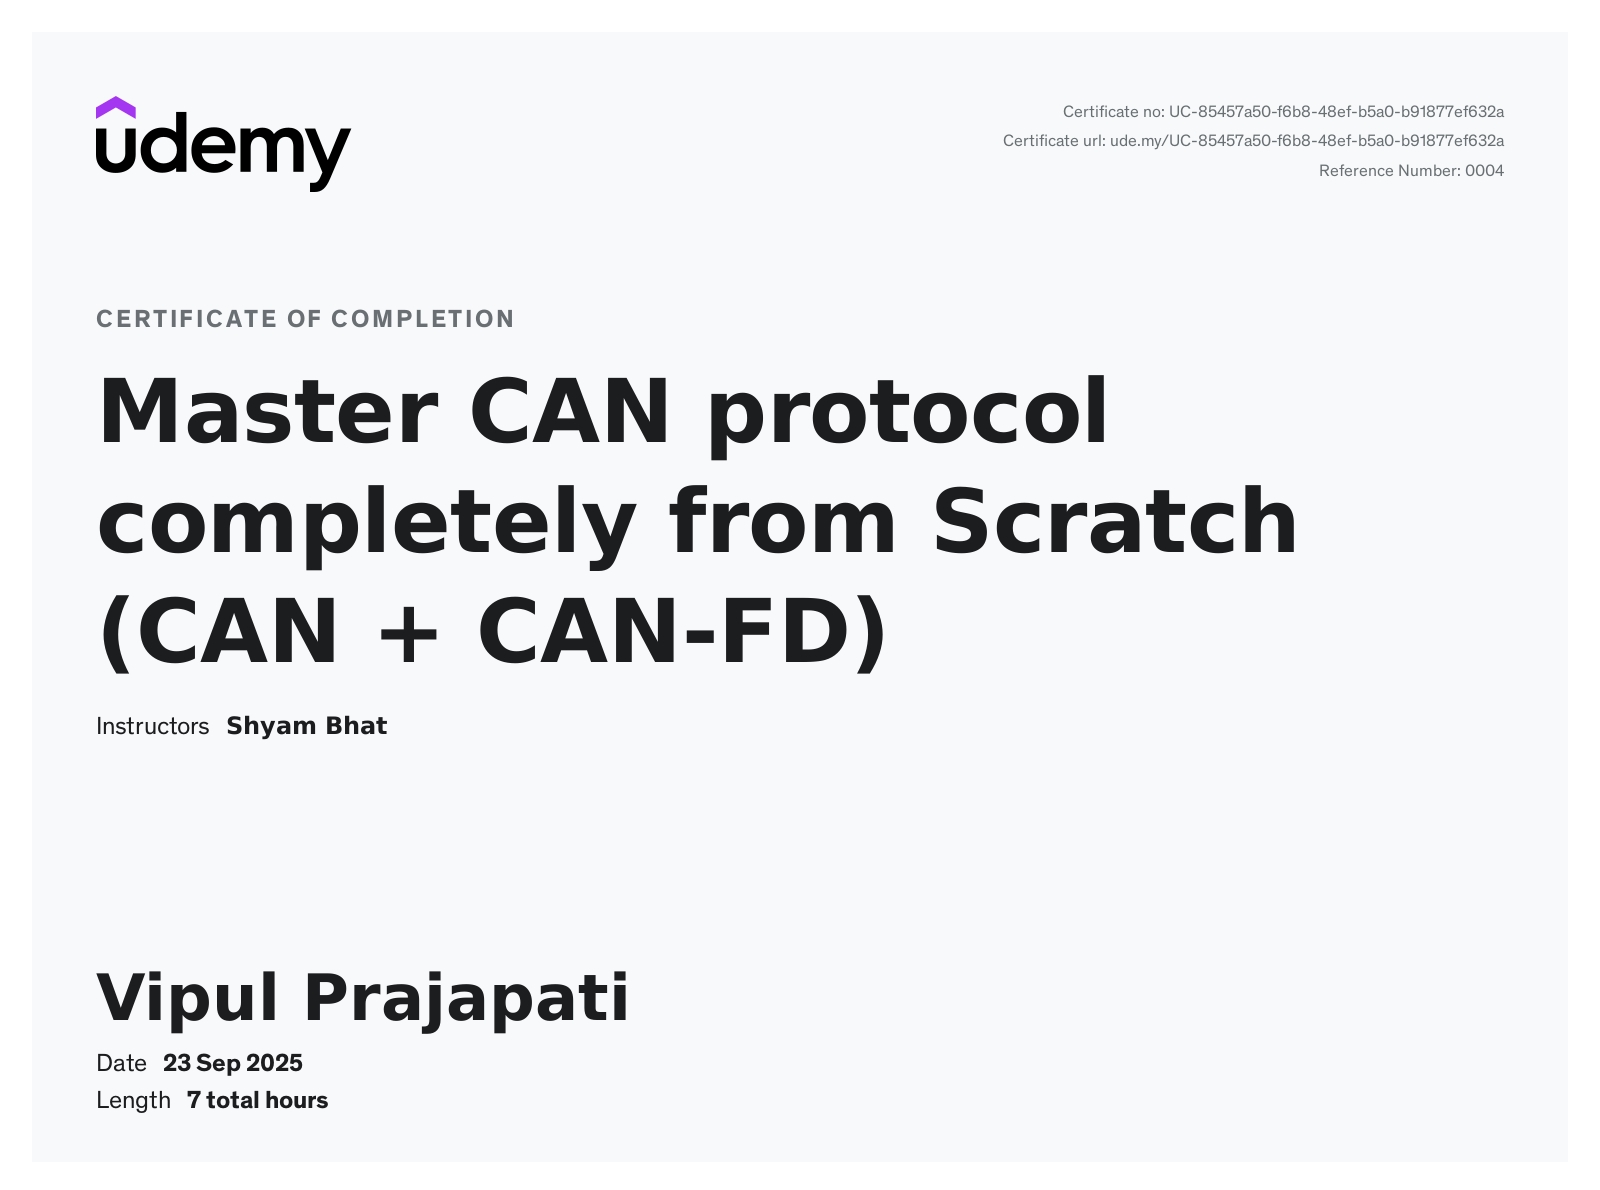 udemy
Certificate no: UC-85457a50-f6b8-48ef-b5a0-b91877ef632a
Certificate url: ude.my/UC-85457a50-f6b8-48ef-b5a0-b91877ef632a
Reference Number: 0004
CERTIFICATE OF COMPLETION
Master CAN protocol
completely from Scratch
(CAN + CAN-FD)
Instructors Shyam Bhat
Vipul Prajapati
Date 23 Sep 2025
Length 7 total hours